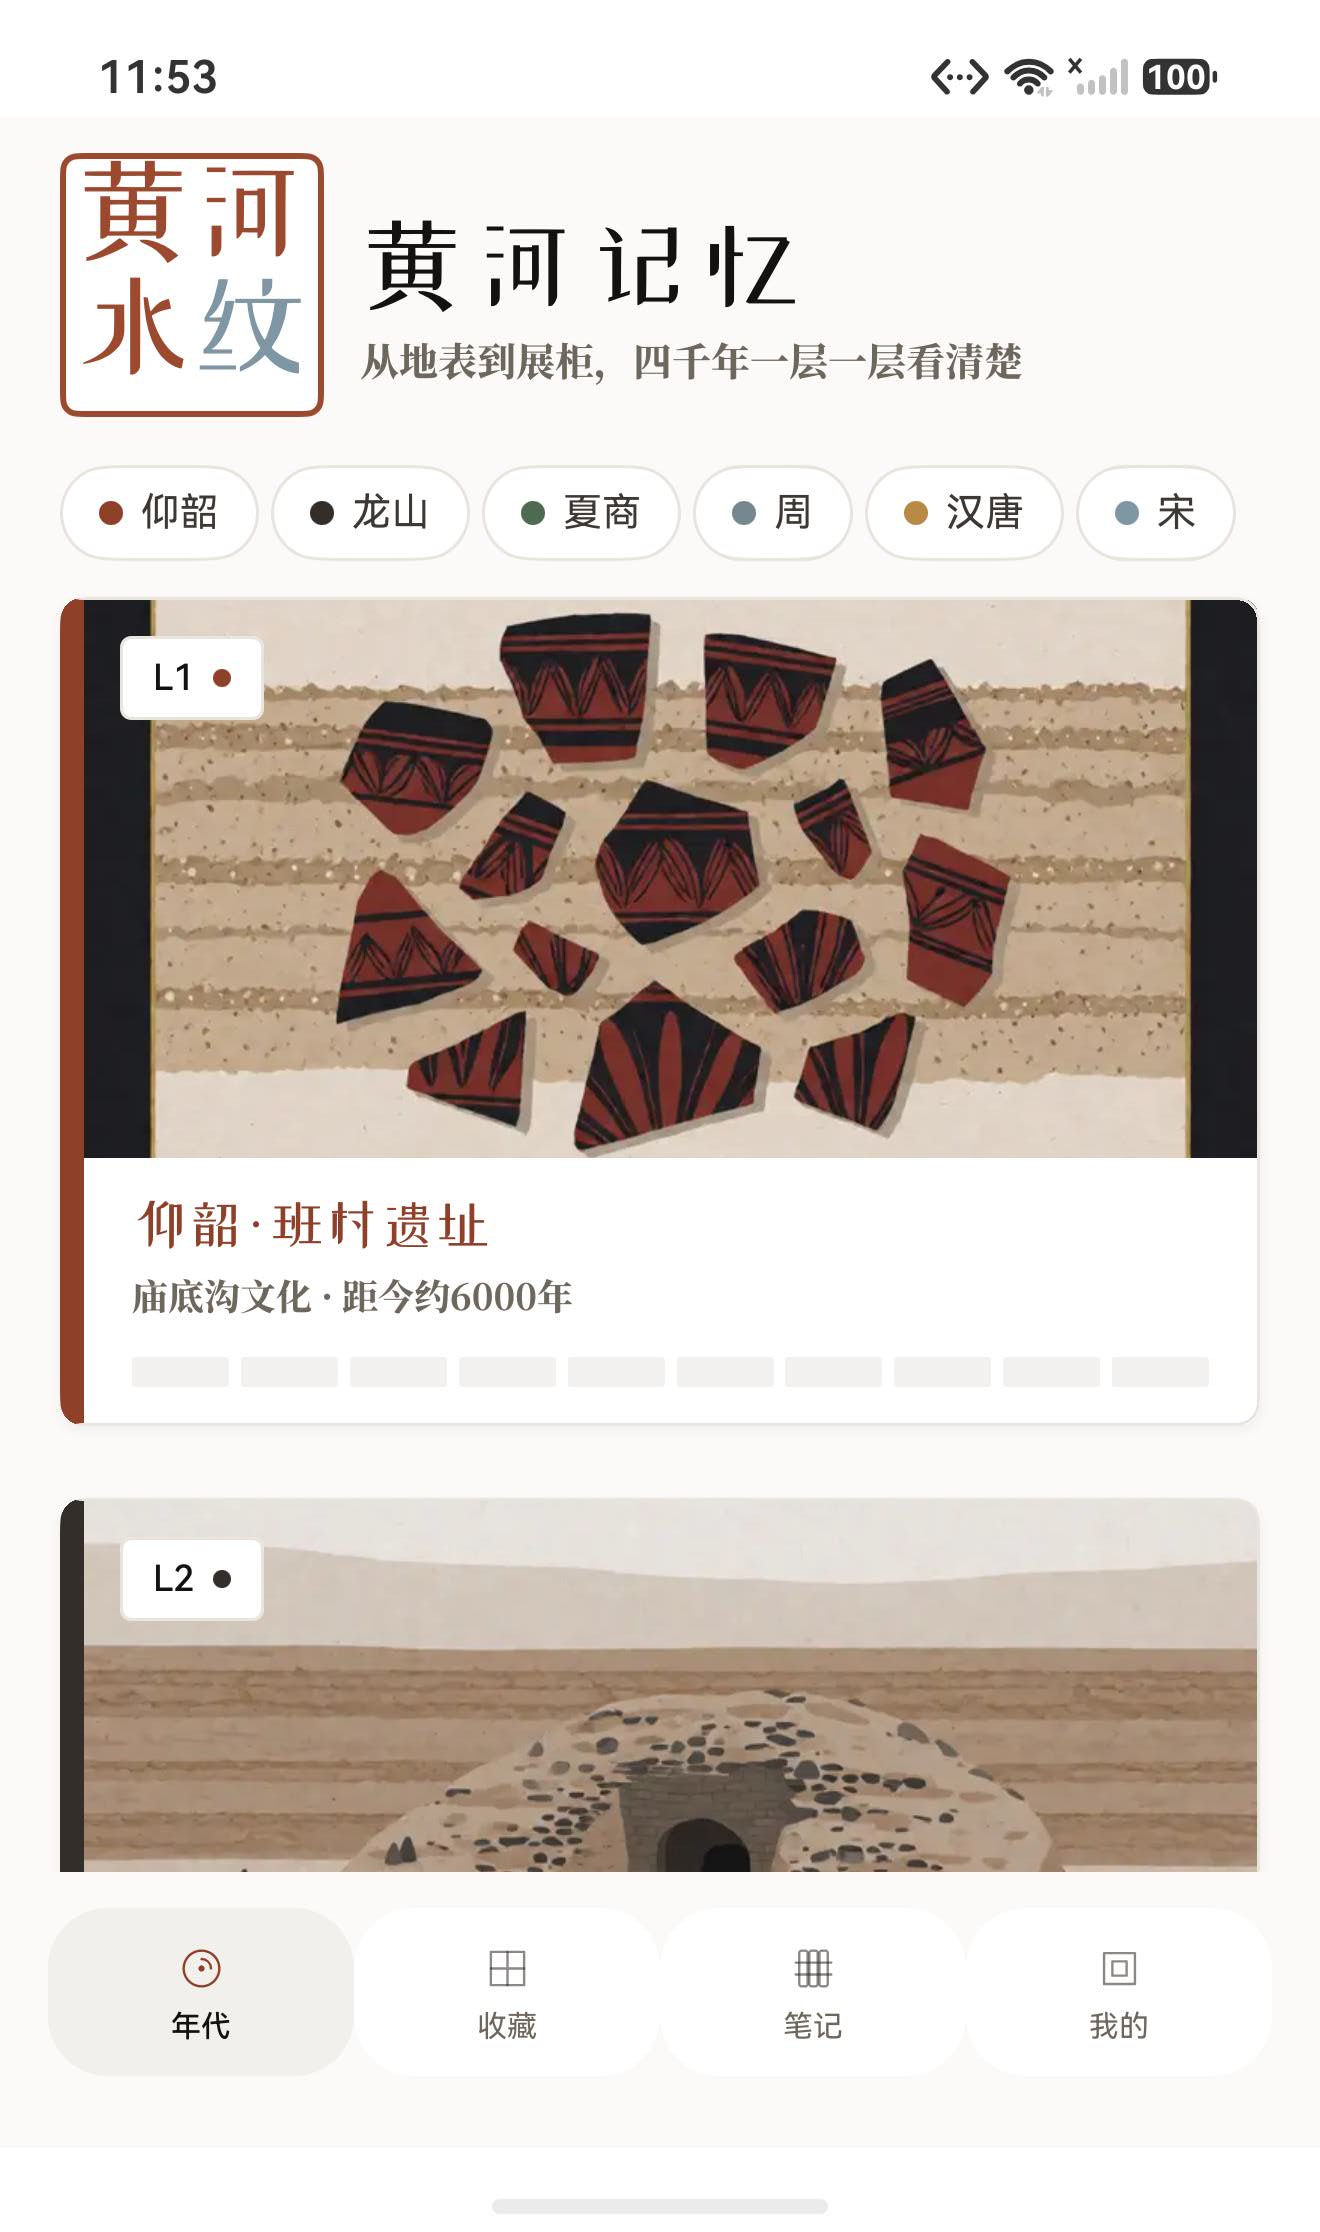 11:53
100
黄河
水纹
黄河记忆
从地表到展柜，四千年一层一层看清楚
仰韶 龙山 夏商 周 汉唐 宋
L1
仰韶·班村遗址
庙底沟文化·距今约6000年
L2
年代 收藏 笔记 我的